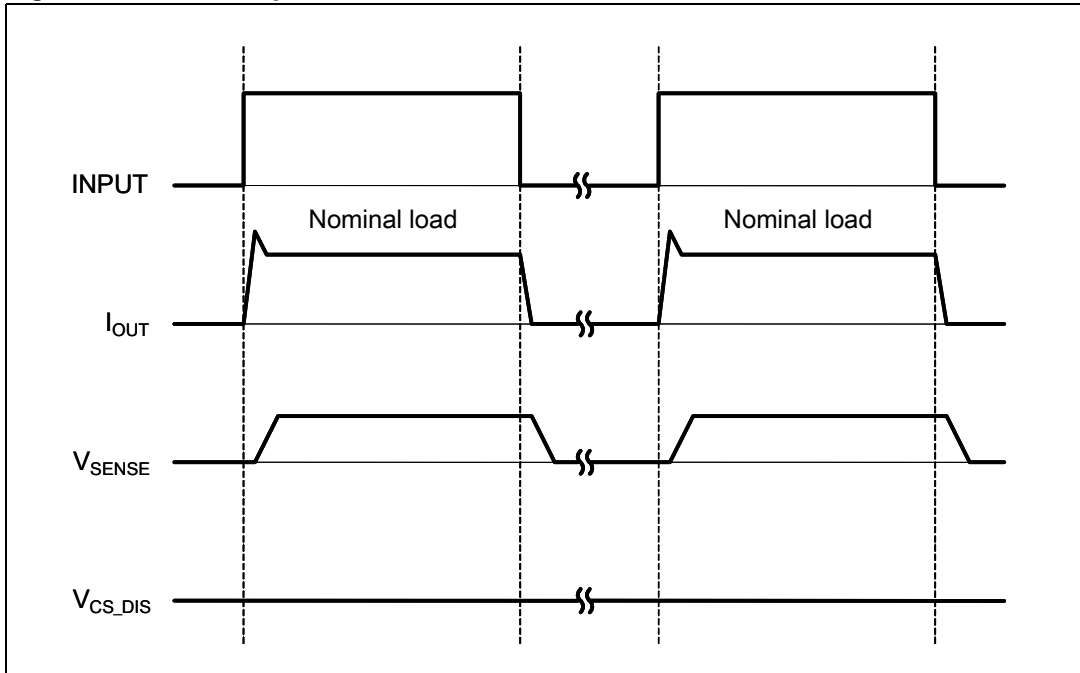 INPUT
Nominal load
Nominal load
IOUT
VSENSE
VCS_DIS